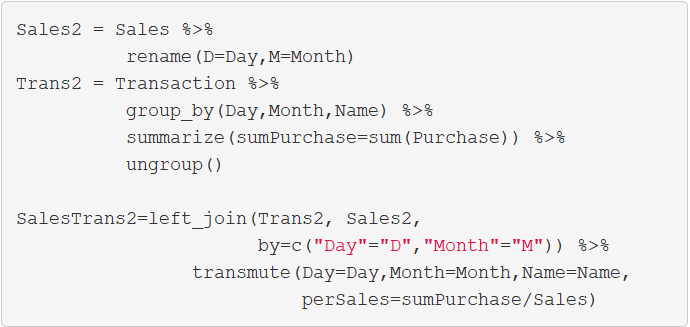 Sales2 = Sales %>%
rename(D=Day,M=Month)
Trans2 = Transaction %>%
group_by(Day,Month,Name) %>%
summarize(sumPurchase=sum(Purchase)) %>%
ungroup()
SalesTrans2=left_join(Trans2, Sales2,
by=c("Day"="D","Month"="M")) %>%
transmute(Day=Day,Month=Month,Name=Name,
perSales=sumPurchase/Sales)